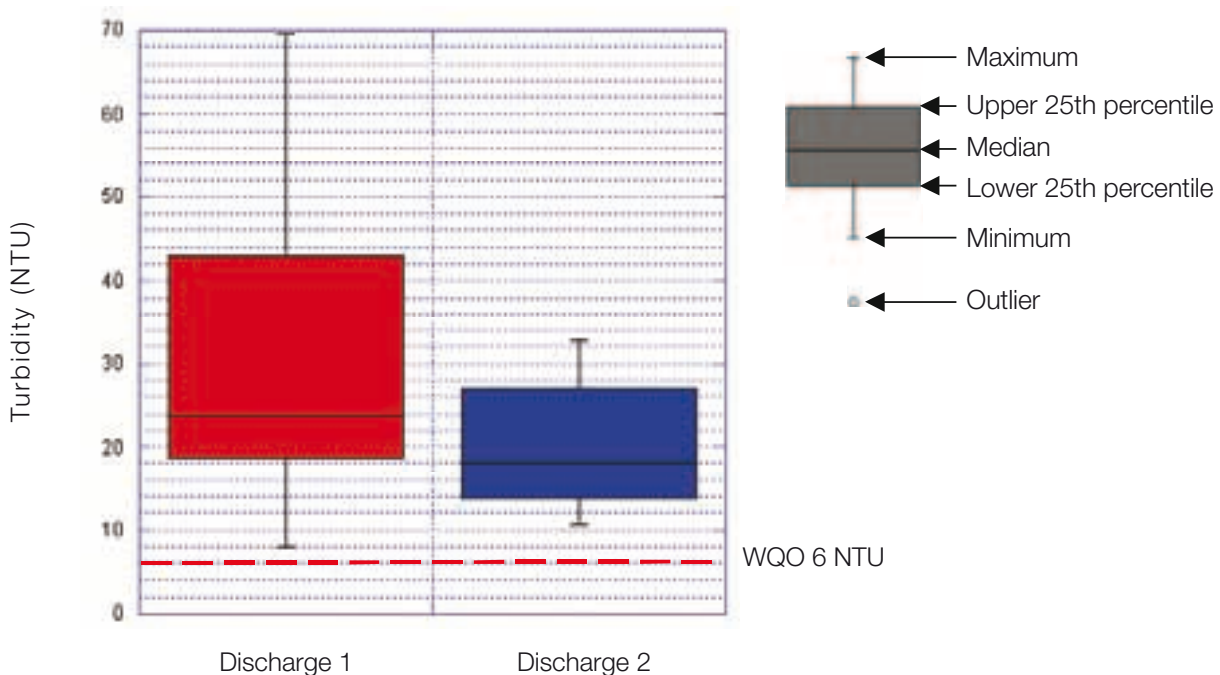 Turbidity (NTU)
70
60
50
40
30
20
10
0
Discharge 1
Discharge 2
WQO 6 NTU
Maximum
Upper 25th percentile
Median
Lower 25th percentile
Minimum
Outlier